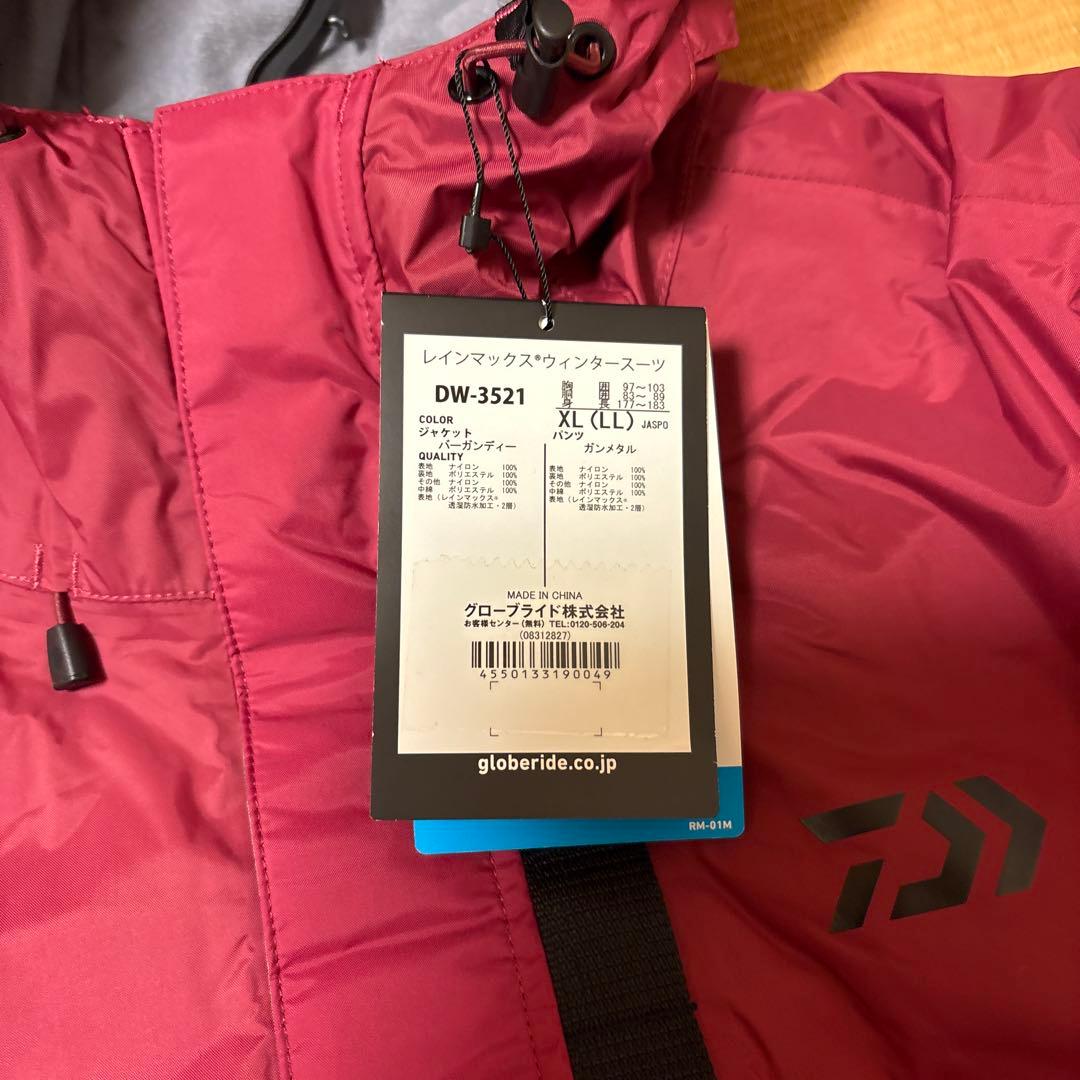 レインマックス®ウィンタースーツ
DW-3521
胸 囲 97～103
胴 囲 83～ 89
身 長 177～183
XL (LL) JASPO
COLOR
ジャケット
バーガンディー
パンツ
ガンメタル
QUALITY
表地 ナイロン 100%
裏地 ポリエステル 100%
その他 ナイロン 100%
中綿 ポリエステル 100%
表地 (レインマックス®
透湿防水加工・2層)
表地 ナイロン 100%
裏地 ポリエステル 100%
その他 ナイロン 100%
中綿 ポリエステル 100%
表地 (レインマックス®
透湿防水加工・2層)
MADE IN CHINA
グローブライド株式会社
お客様センター(無料) TEL:0120-506-204
(08312827)
4550133190049
globeride.co.jp
RM-01M